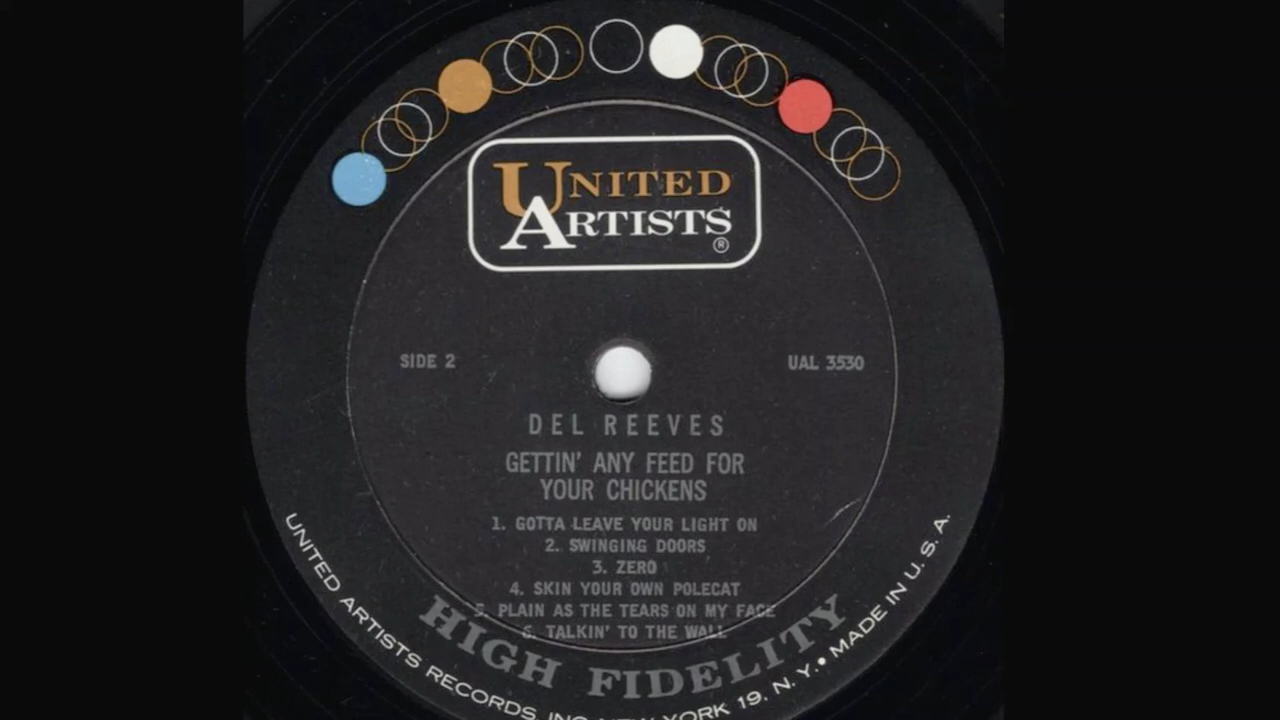 UNITED
ARTISTS
®
SIDE 2
UAL 3530
DEL REEVES
GETTIN' ANY FEED FOR
YOUR CHICKENS
1. GOTTA LEAVE YOUR LIGHT ON
2. SWINGING DOORS
3. ZERO
4. SKIN YOUR OWN POLECAT
5. PLAIN AS THE TEARS ON MY FACE
6. TALKIN' TO THE WALL
HIGH FIDELITY
UNITED ARTISTS RECORDS, INC. NEW YORK 19, N. Y. • MADE IN U. S. A.